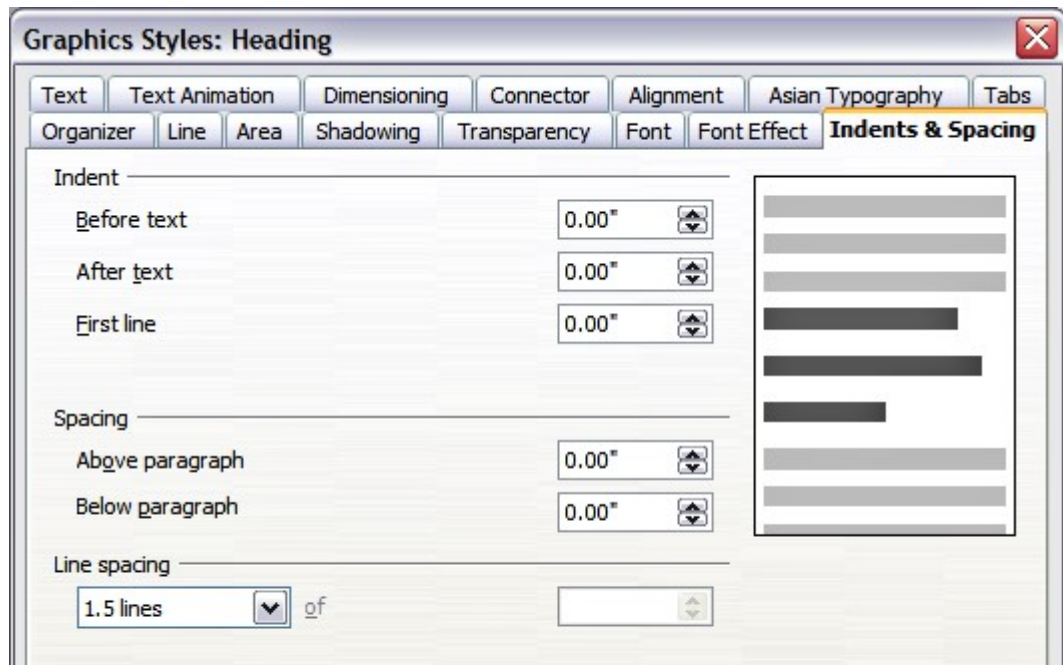 Graphics Styles: Heading
Text Text Animation Dimensioning Connector Alignment Asian Typography Tabs
Organizer Line Area Shadowing Transparency Font Font Effect Indents & Spacing
Indent
Before text 0.00"
After text 0.00"
First line 0.00"
Spacing
Above paragraph 0.00"
Below paragraph 0.00"
Line spacing
1.5 lines of